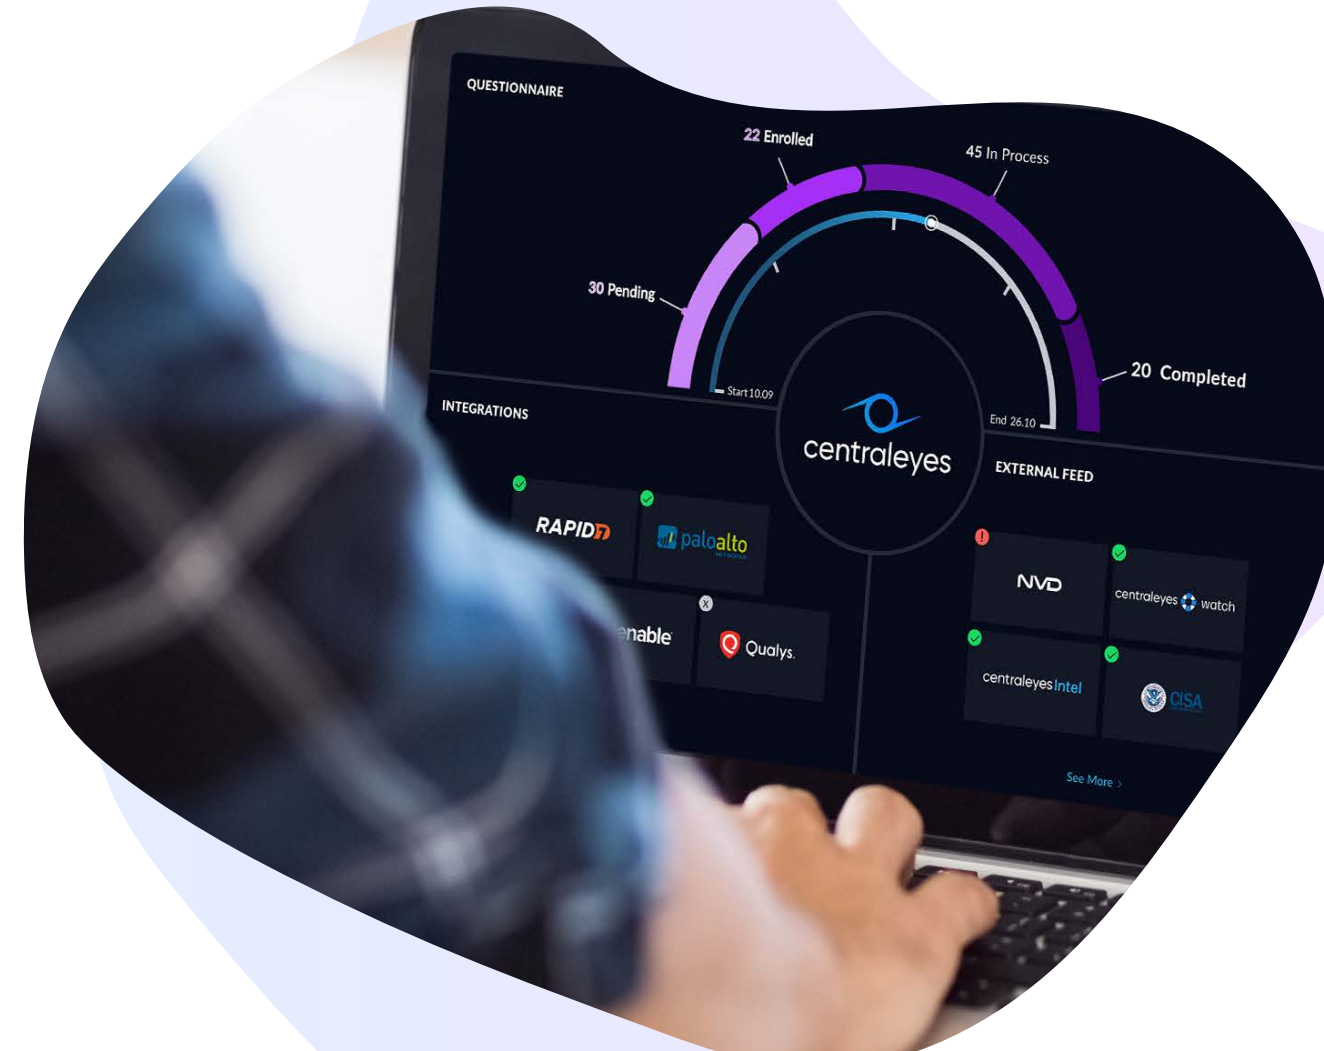 QUESTIONNAIRE
22 Enrolled
45 In Process
30 Pending
20 Completed
Start 10.09
End 26.10
centraleyes
INTEGRATIONS
RAPID7
paloalto
enable
Qualys.
EXTERNAL FEED
NVD
centraleyes watch
centraleyes Intel
CISA
See More >